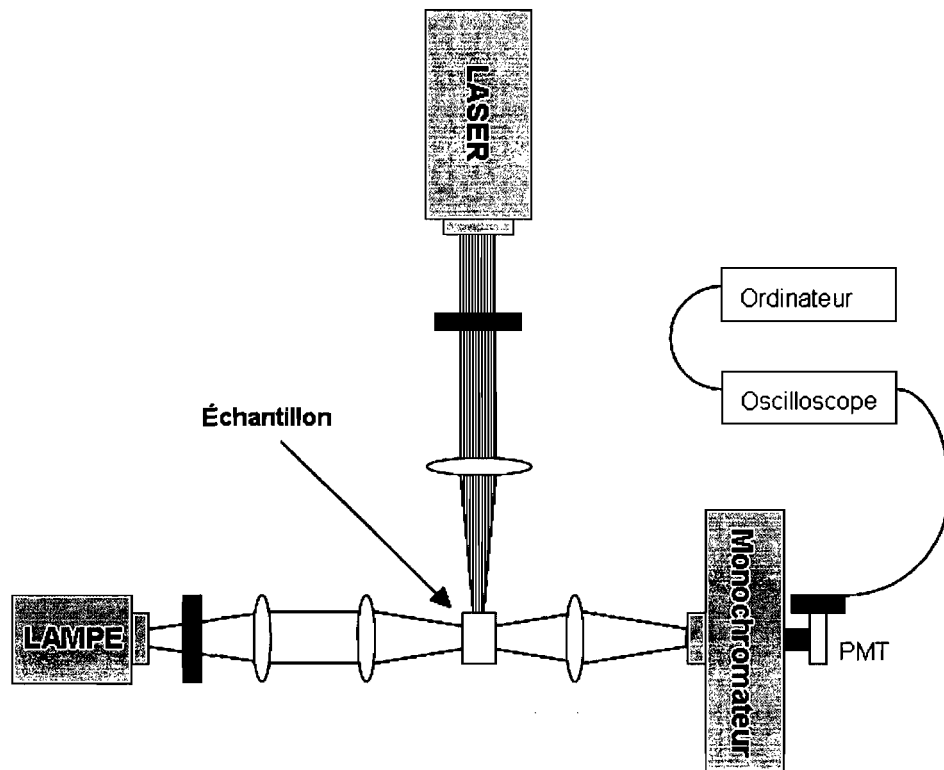 LASER
Ordinateur
Oscilloscope
Échantillon
LAMPE
Monochromateur
PMT